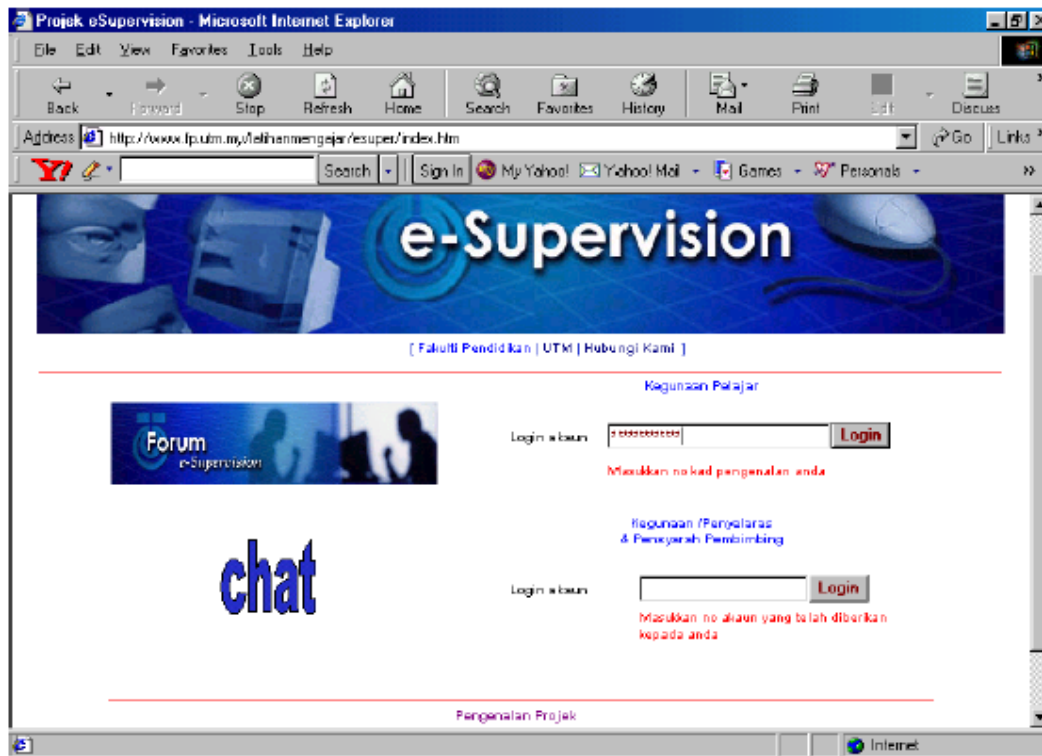 Projek eSupervision - Microsoft Internet Explorer
File Edit View Favorites Tools Help
Back Forward Stop Refresh Home Search Favorites History Mail Print Edit Discuss
Address http://www.fp.utm.my/latihanmengajar/esuper/index.htm Go Links
Y! Search Sign In My Yahoo! Yahoo! Mail Games Personals
e-Supervision
[ Fakulti Pendidikan | UTM | Hubungi Kami ]
Kegunaan Pelajar
Forum
e-Supervision
Login akaun Login
Masukkan no kad pengenalan anda
Kegunaan /Penyelaras
& Pensyarah Pembimbing
chat
Login akaun Login
Masukkan no akaun yang telah diberikan
kepada anda
Pengenalan Projek
Internet